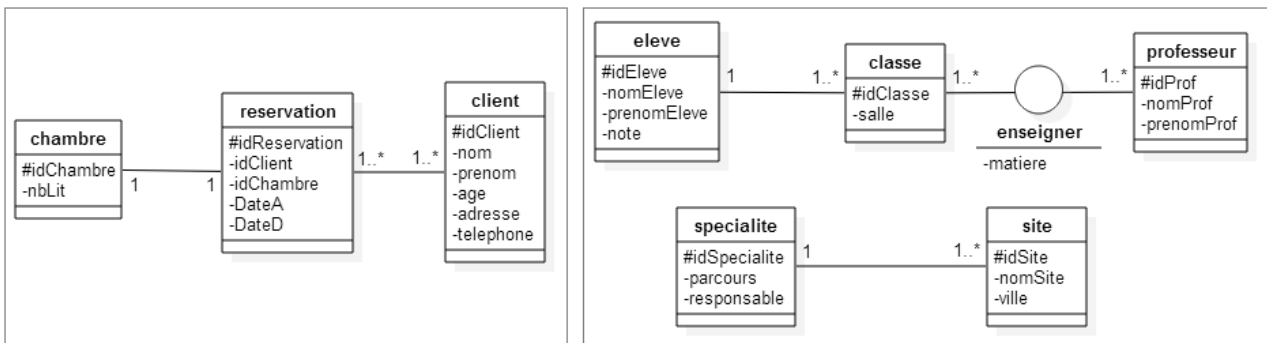 chambre
#idChambre
-nbLit
1
1
reservation
#idReservation
-idClient
-idChambre
-DateA
-DateD
1..*
1..*
client
#idClient
-nom
-prenom
-age
-adresse
-telephone
eleve
#idEleve
-nomEleve
-prenomEleve
-note
1
1..*
classe
#idClasse
-salle
1..*
enseigner
-matiere
1..*
professeur
#idProf
-nomProf
-prenomProf
specialite
#idSpecialite
-parcours
-responsable
1
1..*
site
#idSite
-nomSite
-ville